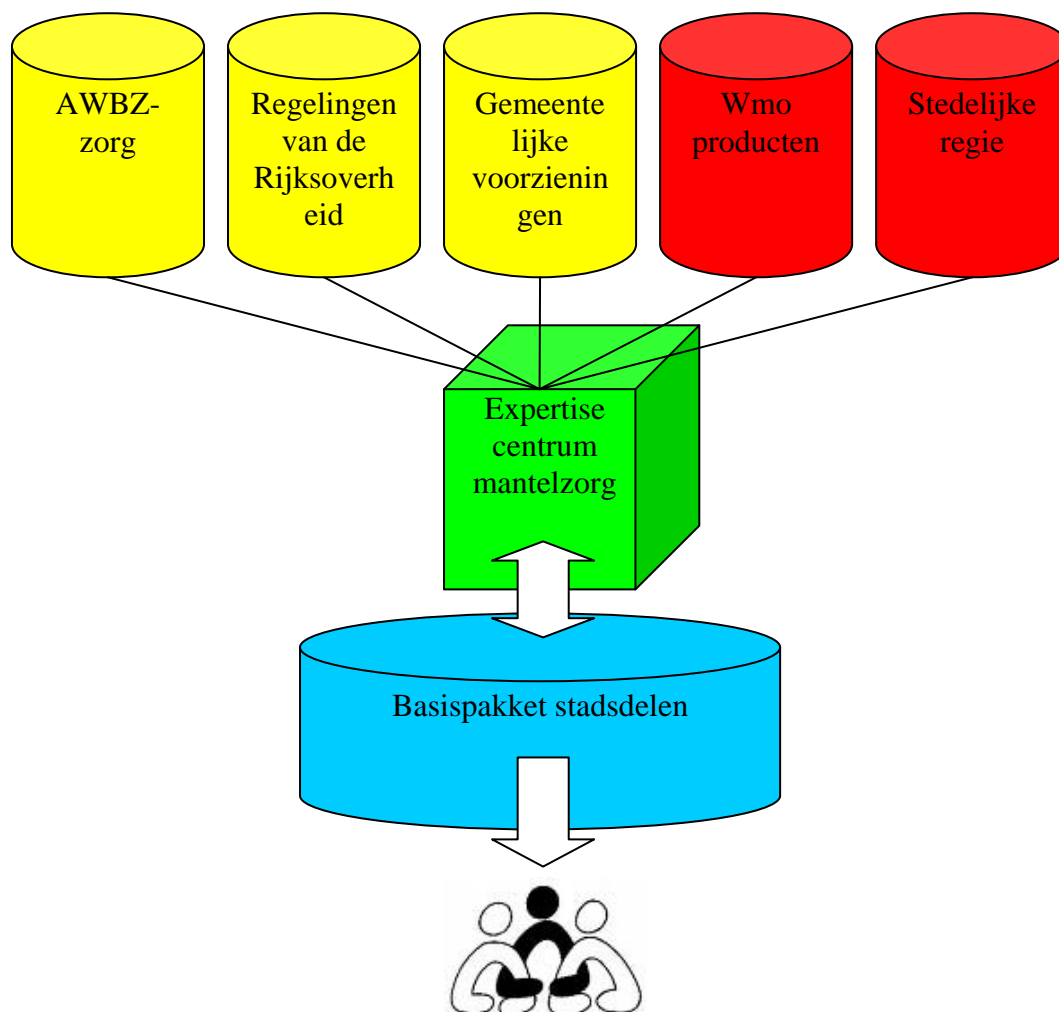 AWBZ-
zorg
Regelingen
van de
Rijksoverh
eid
Gemeente
lijke
voorzienin
gen
Wmo
producten
Stedelijke
regie
Expertise
centrum
mantelzorg
Basispakket stadsdelen